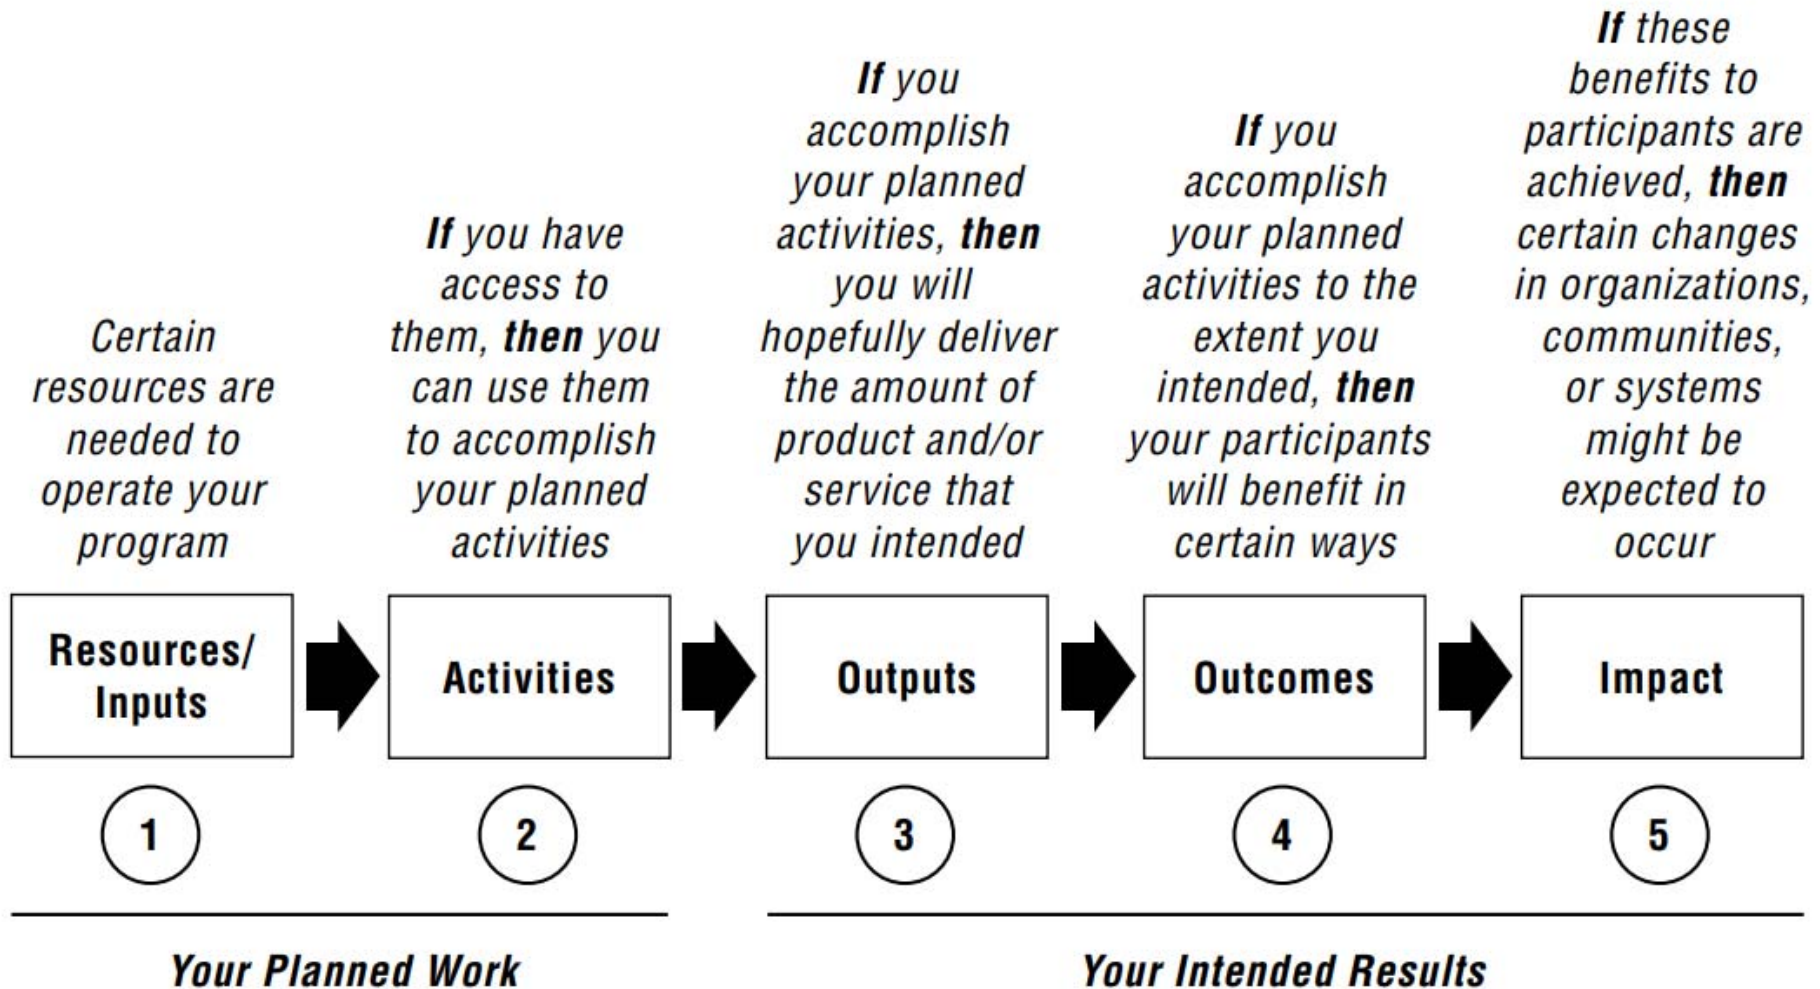 Certain
resources are
needed to
operate your
program
If you have
access to
them, then you
can use them
to accomplish
your planned
activities
If you
accomplish
your planned
activities, then
you will
hopefully deliver
the amount of
product and/or
service that
you intended
If you
accomplish
your planned
activities to the
extent you
intended, then
your participants
will benefit in
certain ways
If these
benefits to
participants are
achieved, then
certain changes
in organizations,
communities,
or systems
might be
expected to
occur
Resources/
Inputs
Activities
Outputs
Outcomes
Impact
1
2
3
4
5
Your Planned Work
Your Intended Results